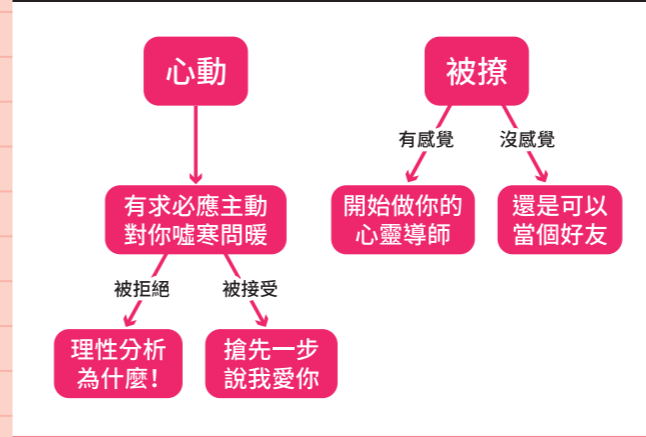 心動
被撩
有感覺
沒感覺
有求必應主動
對你噓寒問暖
開始做你的
心靈導師
還是可以
當個好友
被拒絕
被接受
理性分析
為什麼!
搶先一步
說我愛你